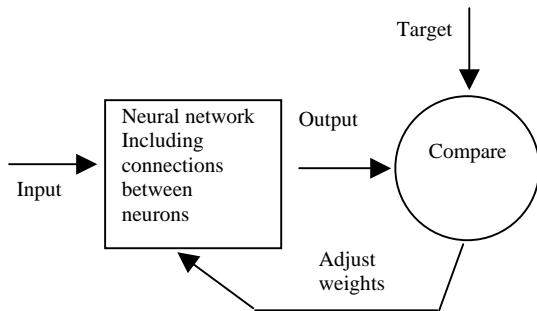 Target
Neural network
Including
connections
between
neurons
Output
Compare
Input
Adjust
weights